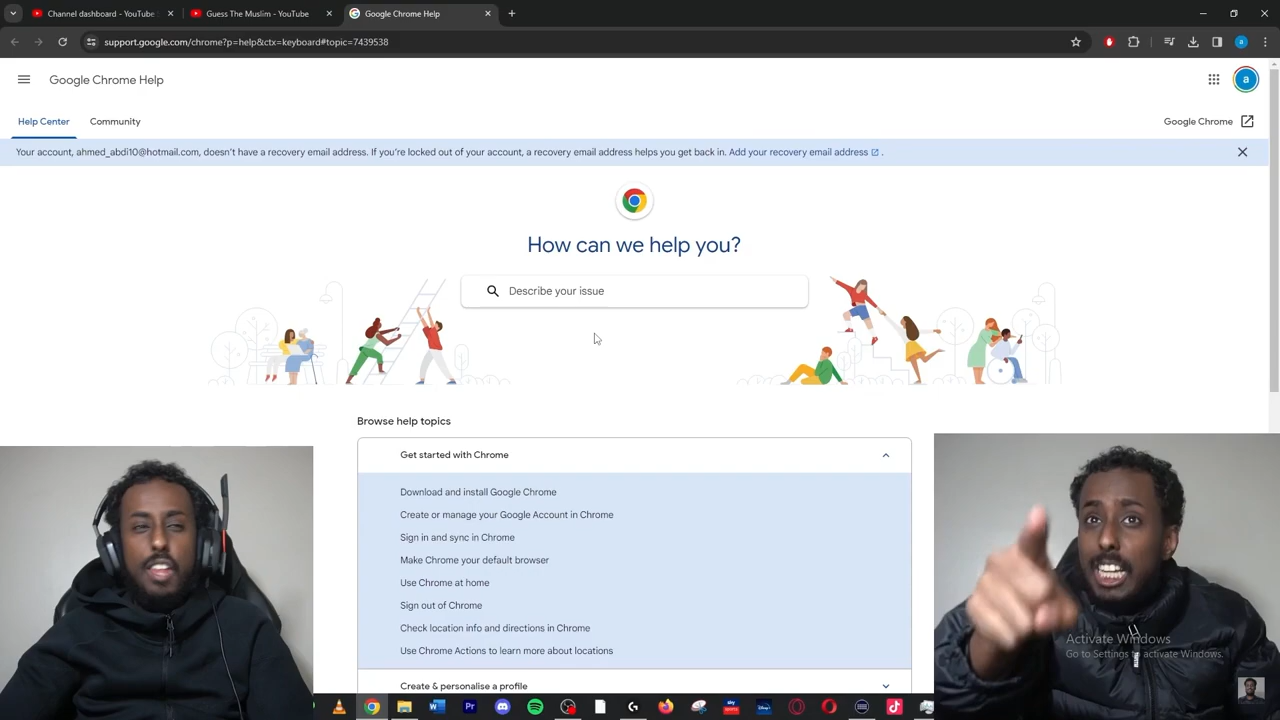 Channel dashboard - YouTube
Guess The Muslim - YouTube
Google Chrome Help
support.google.com/chrome?p=help&ctx=keyboard#topic=7439538
a
Google Chrome Help
a
Help Center
Community
Google Chrome
Your account, ahmed_abdi10@hotmail.com, doesn't have a recovery email address. If you're locked out of your account, a recovery email address helps you get back in. Add your recovery email address .
How can we help you?
Describe your issue
Browse help topics
Get started with Chrome
Download and install Google Chrome
Create or manage your Google Account in Chrome
Sign in and sync in Chrome
Make Chrome your default browser
Use Chrome at home
Sign out of Chrome
Check location info and directions in Chrome
Use Chrome Actions to learn more about locations
Create & personalise a profile
Activate Windows
Go to Settings to activate Windows.
Pr
sky
sports
Disney+